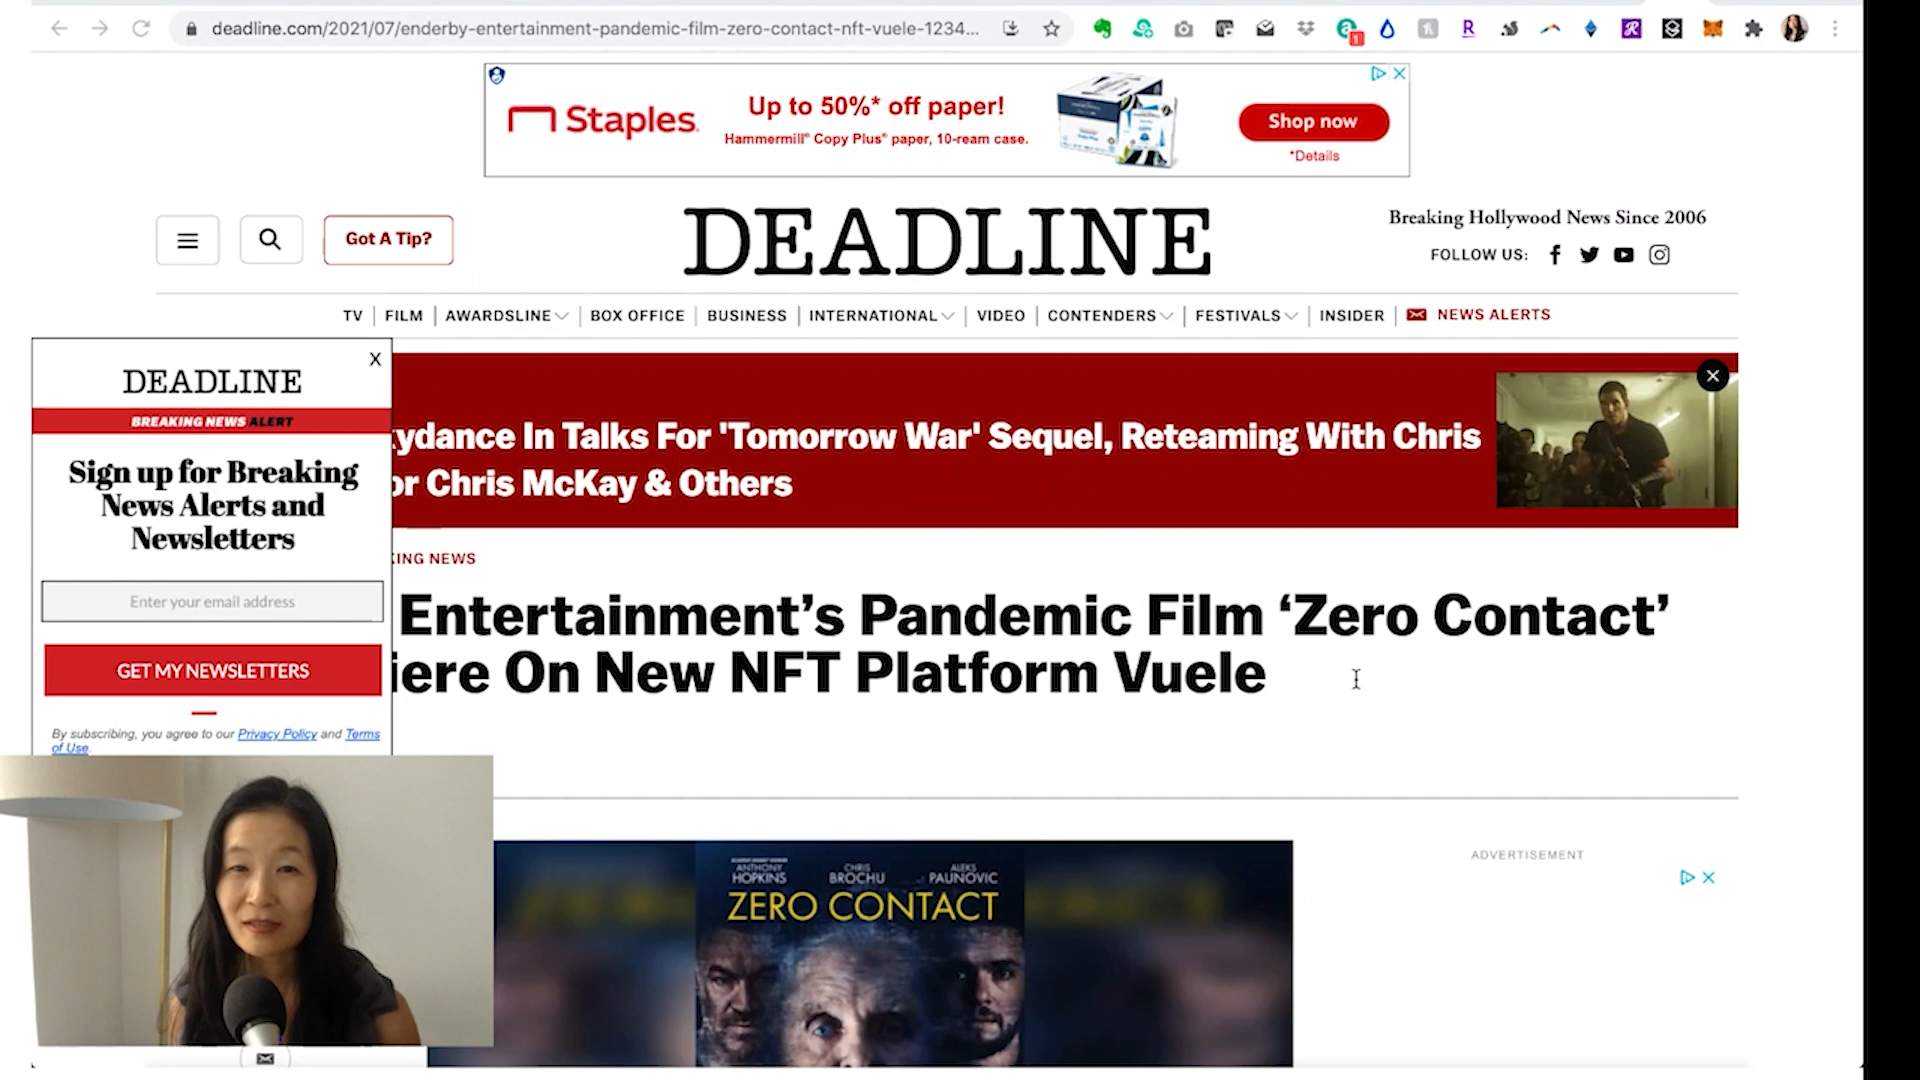 deadline.com/2021/07/enderby-entertainment-pandemic-film-zero-contact-nft-vuele-1234...
1
Staples
Up to 50%* off paper!
Hammermill® Copy Plus® paper, 10-ream case.
Shop now
*Details
Got A Tip?
DEADLINE
Breaking Hollywood News Since 2006
FOLLOW US:
TV | FILM | AWARDSLINE | BOX OFFICE | BUSINESS | INTERNATIONAL | VIDEO | CONTENDERS | FESTIVALS | INSIDER | NEWS ALERTS
X
DEADLINE
BREAKING NEWS ALERT
Sign up for Breaking
News Alerts and
Newsletters
Enter your email address
GET MY NEWSLETTERS
By subscribing, you agree to our Privacy Policy and Terms
of Use.
kydance In Talks For 'Tomorrow War' Sequel, Reteaming With Chris
or Chris McKay & Others
KING NEWS
Entertainment's Pandemic Film 'Zero Contact'
iere On New NFT Platform Vuele
ADVERTISEMENT
ANTHONY HOPKINS CHRIS BROCHU ALEKS PAUNOVIC
ZERO CONTACT